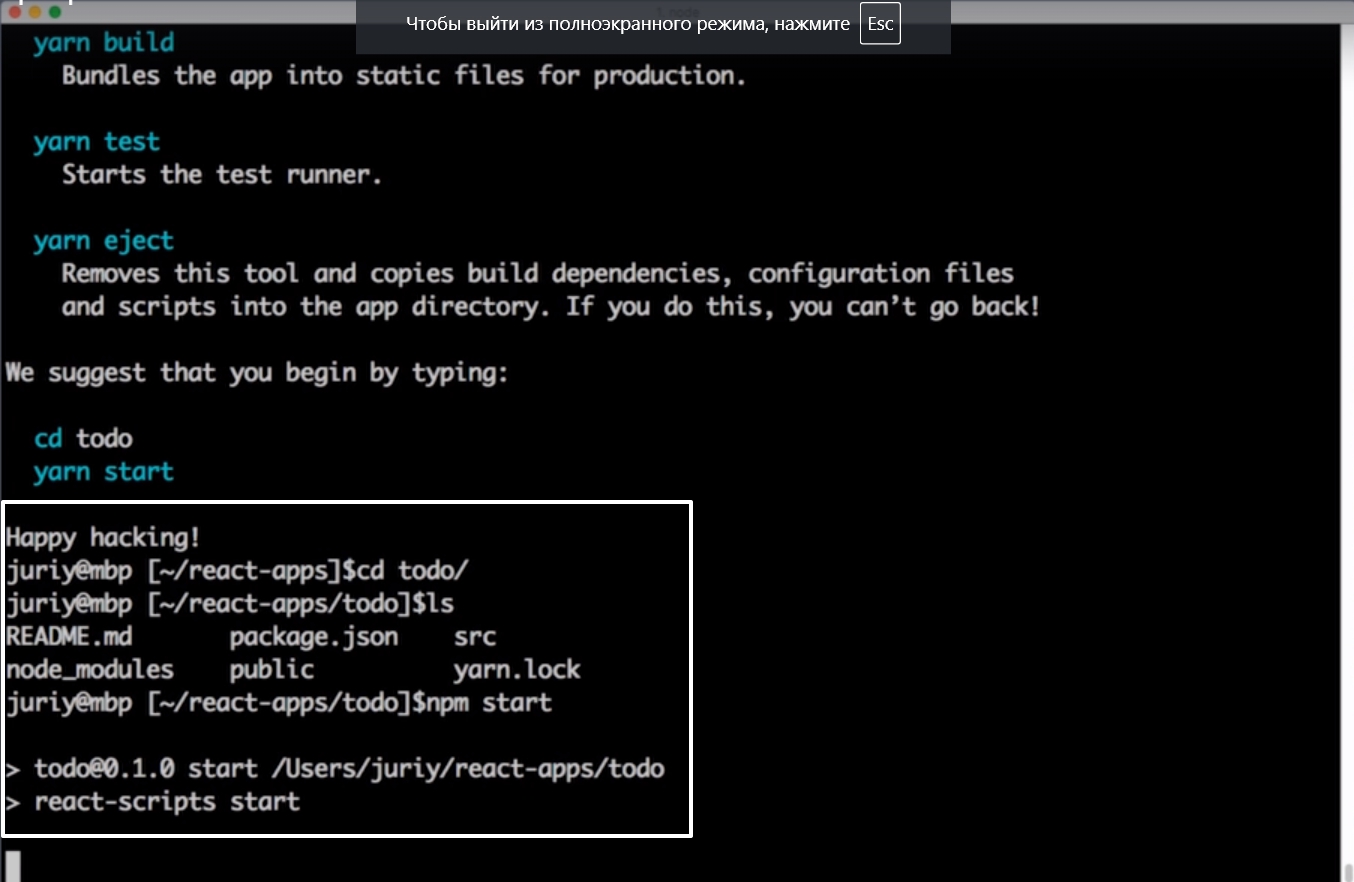 Чтобы выйти из полноэкранного режима, нажмите Esc
yarn build
Bundles the app into static files for production.
yarn test
Starts the test runner.
yarn eject
Removes this tool and copies build dependencies, configuration files
and scripts into the app directory. If you do this, you can’t go back!
We suggest that you begin by typing:
cd todo
yarn start
Happy hacking!
juriy@mbp [~/react-apps]$cd todo/
juriy@mbp [~/react-apps/todo]$ls
README.md package.json src
node_modules public yarn.lock
juriy@mbp [~/react-apps/todo]$npm start
> todo@0.1.0 start /Users/juriy/react-apps/todo
> react-scripts start